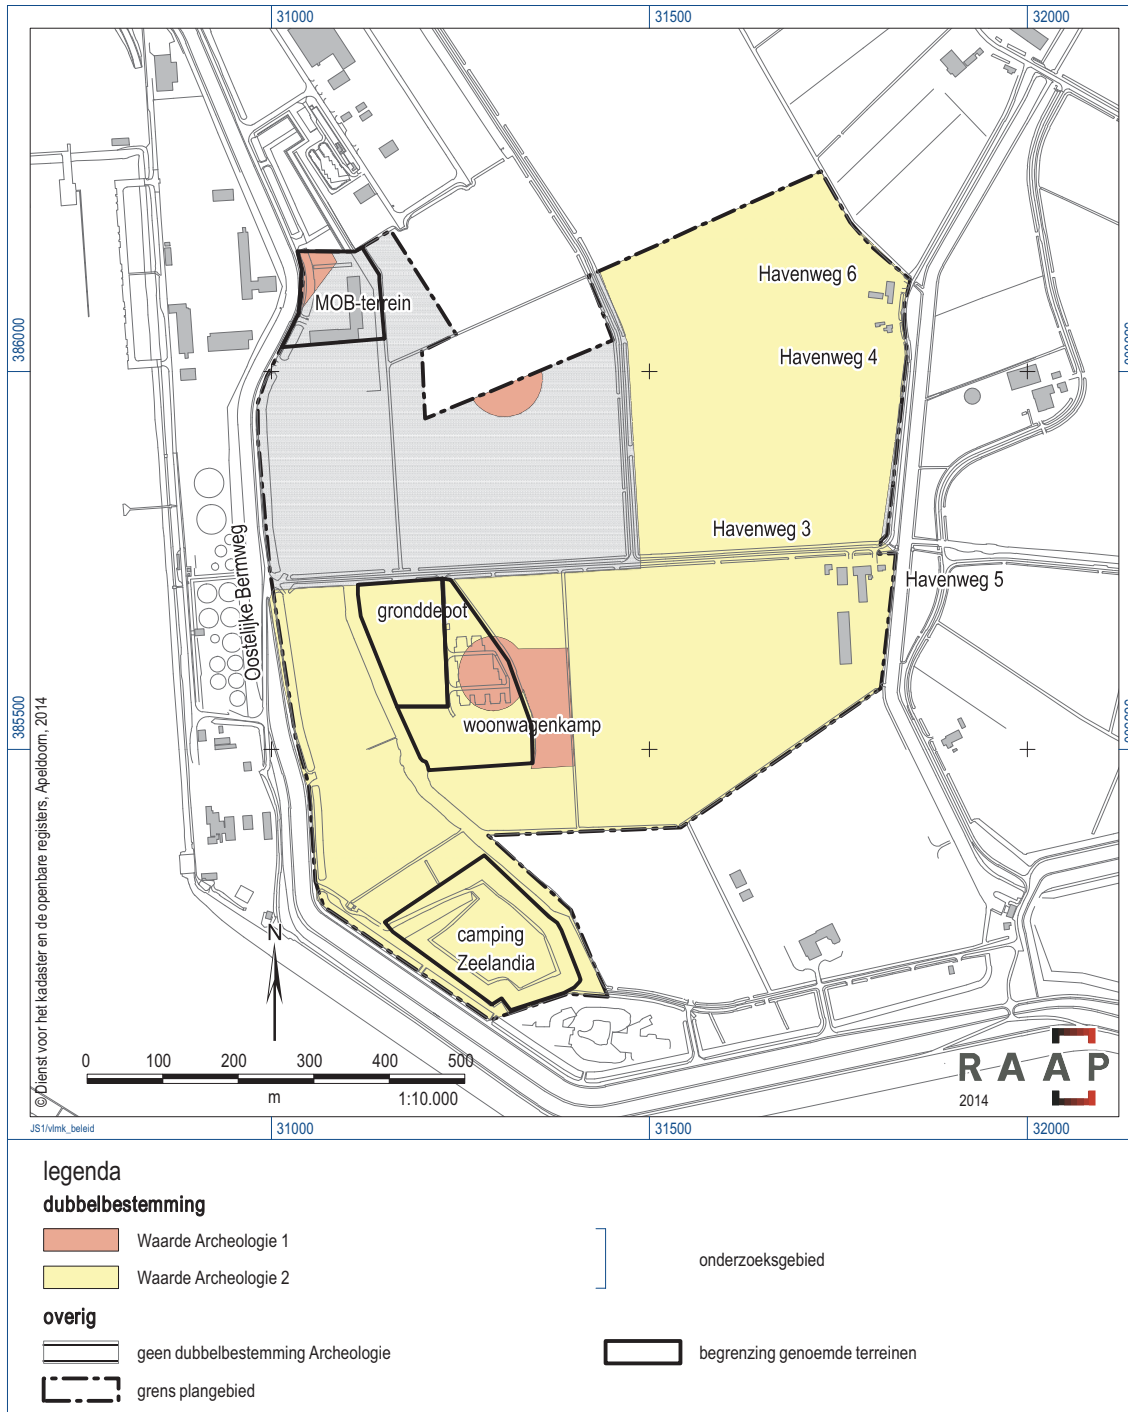 31000
31500
32000
MOB-terrein
Havenweg 6
386000
Havenweg 4
Havenweg 3
Havenweg 5
Oostelijke Bermweg
gronddepot
woonwagenkamp
385500
camping
Zeelandia
N
© Dienst voor het kadaster en de openbare registers, Apeldoorn, 2014
0 100 200 300 400 500
m
1:10.000
RAAP
2014
JS1/vlmk_beleid
31000
31500
32000
legenda
dubbelbestemming
Waarde Archeologie 1
Waarde Archeologie 2
onderzoeksgebied
overig
geen dubbelbestemming Archeologie
begrenzing genoemde terreinen
grens plangebied